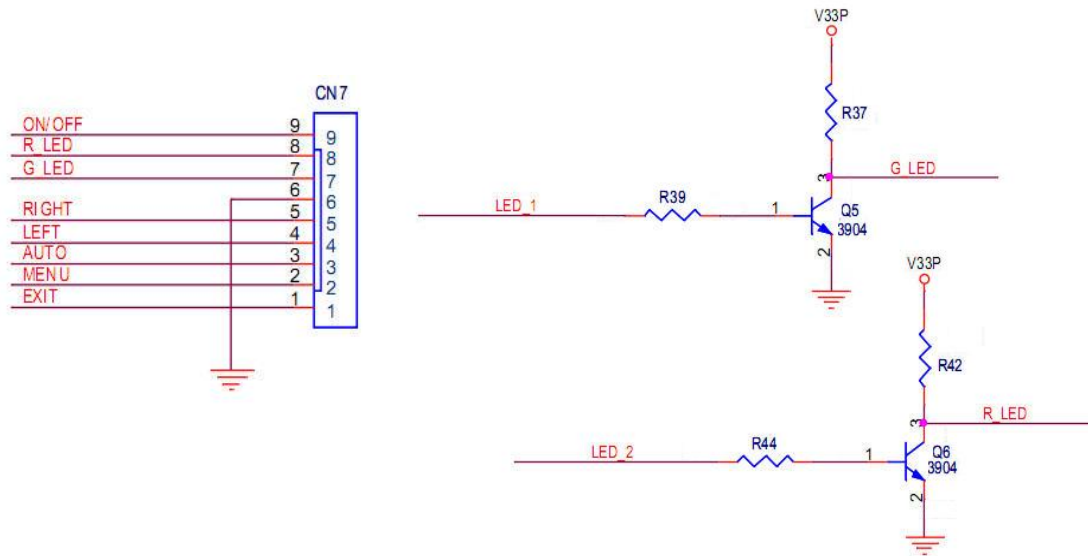 CN7
ON/OFF 9 9
R_LED 8 8
G_LED 7 7
6 6
RIGHT 5 5
LEFT 4 4
AUTO 3 3
MENU 2 2
EXIT 1 1
V33P
R37
3 G_LED
LED_1 R39 1 Q5
3904
2
V33P
R42
3 R_LED
LED_2 R44 1 Q6
3904
2